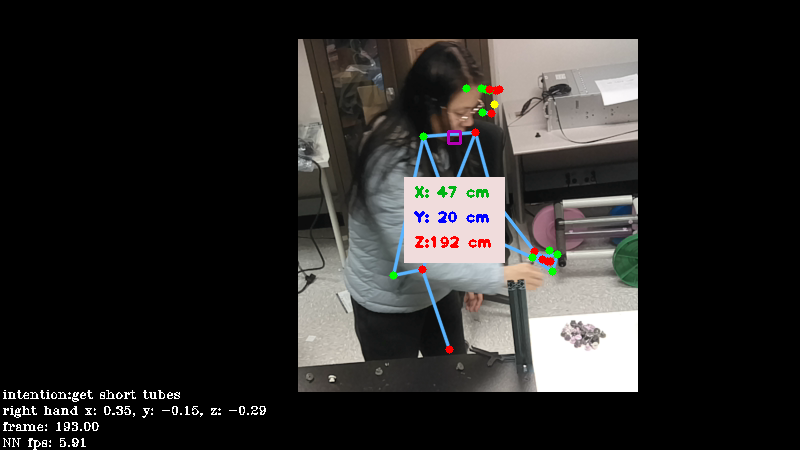 X: 47 cm
Y: 20 cm
Z:192 cm
intention:get short tubes
right hand x: 0.35, y: −0.15, z: −0.29
frame: 193.00
NN fps: 5.91